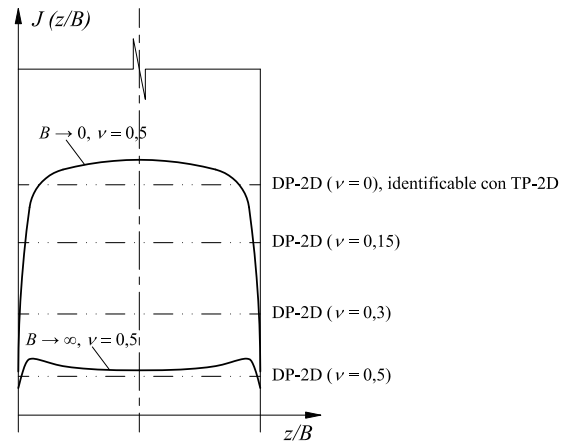 J (z/B)
B → 0, ν = 0,5
DP-2D (ν = 0), identificable con TP-2D
DP-2D (ν = 0,15)
DP-2D (ν = 0,3)
B → ∞, ν = 0,5
DP-2D (ν = 0,5)
z/B